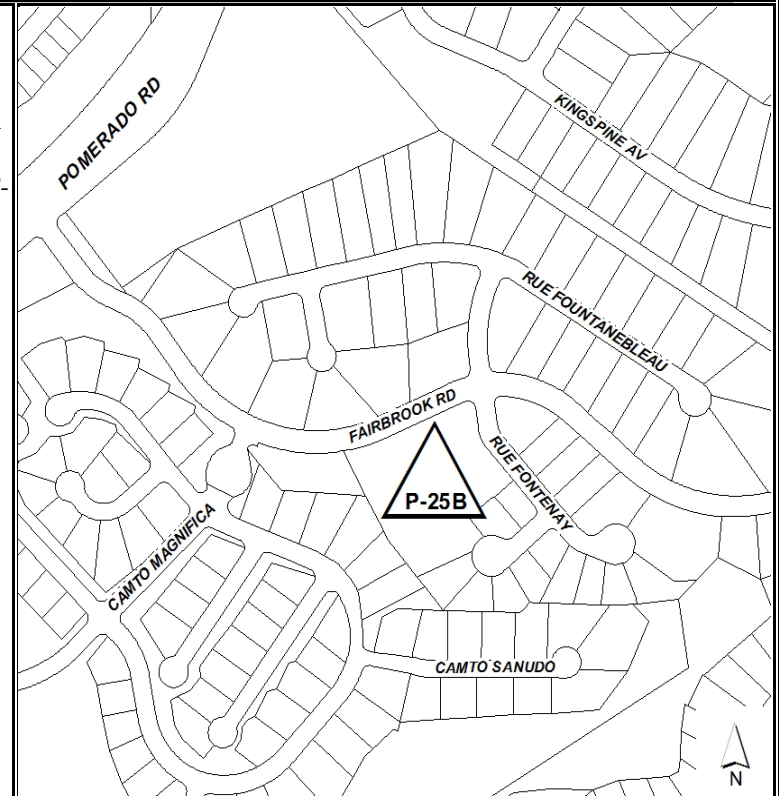 POMERADO RD
KINGSPINE AV
RUE FOUNTANEBLEAU
FAIRBROOK RD
P-25B
RUE FONTENAY
CAMTO MAGNIFICA
CAMTO SANUDO
N